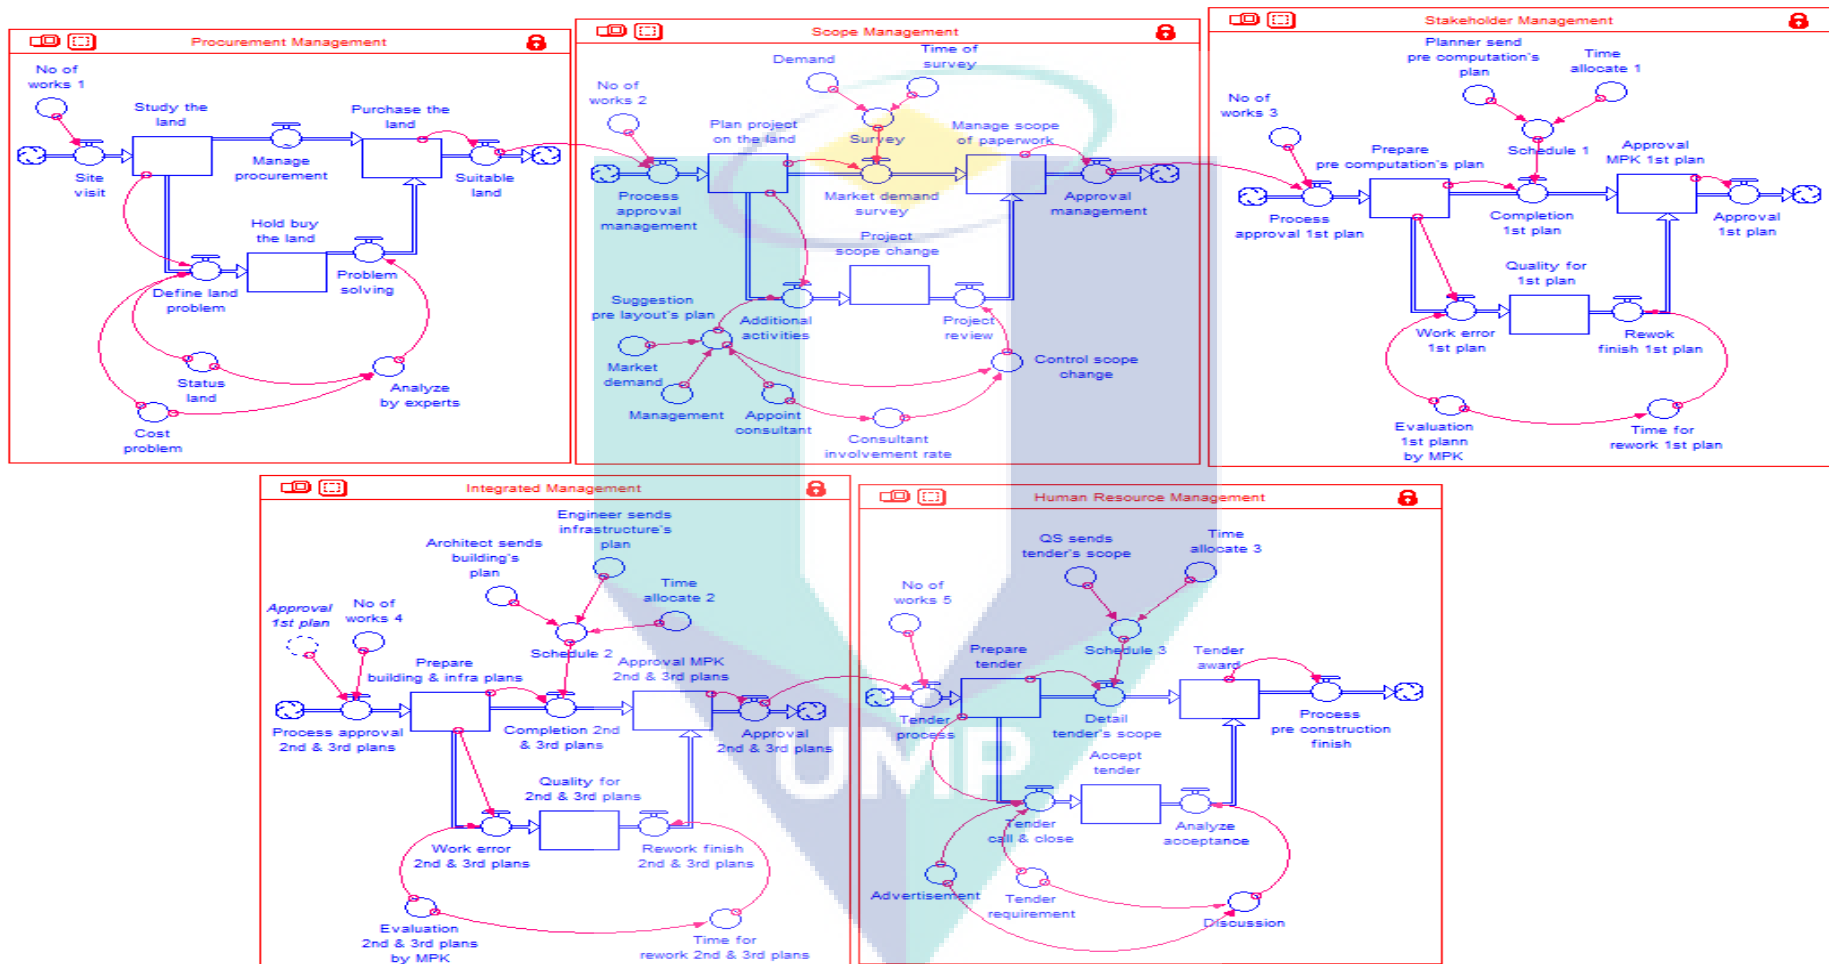 Procurement Management
No of
works 1
Study the
land
Purchase the
land
Site
visit
Manage
procurement
Suitable
land
Hold buy
the land
Define land
problem
Problem
solving
Status
land
Analyze
by experts
Cost
problem
Scope Management
Demand
Time of
survey
No of
works 2
Plan project
on the land
Survey
Manage scope
of paperwork
Process
approval
management
Market demand
survey
Approval
management
Project
scope change
Suggestion
pre layout's plan
Additional
activities
Project
review
Market
demand
Control scope
change
Management
Appoint
consultant
Consultant
involvement rate
Stakeholder Management
Planner send
pre computation's
plan
Time
allocate 1
No of
works 3
Prepare
pre computation's plan
Schedule 1
Approval
MPK 1st plan
Process
approval 1st plan
Completion
1st plan
Approval
1st plan
Quality for
1st plan
Work error
1st plan
Rewok
finish 1st plan
Evaluation
1st plann
by MPK
Time for
rework 1st plan
Integrated Management
Engineer sends
infrastructure's
plan
Architect sends
building's
plan
Time
allocate 2
Approval
1st plan
No of
works 4
Prepare
building & infra plans
Schedule 2
Approval MPK
2nd & 3rd plans
Process approval
2nd & 3rd plans
Completion 2nd
& 3rd plans
Approval
2nd & 3rd plans
Quality for
2nd & 3rd plans
Work error
2nd & 3rd plans
Rework finish
2nd & 3rd plans
Evaluation
2nd & 3rd plans
by MPK
Time for
rework 2nd & 3rd plans
Human Resource Management
QS sends
tender's scope
Time
allocate 3
No of
works 5
Prepare
tender
Schedule 3
Tender
award
Tender
process
Detail
tender's scope
Process
pre construction
finish
Accept
tender
Tender
call & close
Analyze
acceptance
Advertisement
Tender
requirement
Discussion
UMP